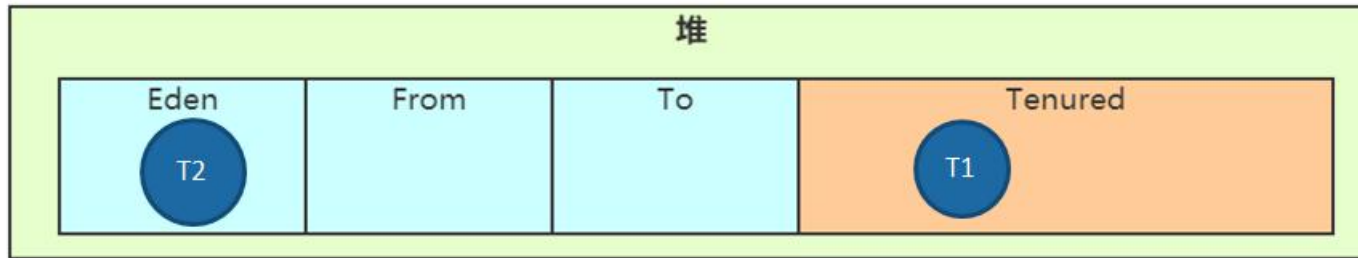 堆
Eden From To Tenured
T2 T1